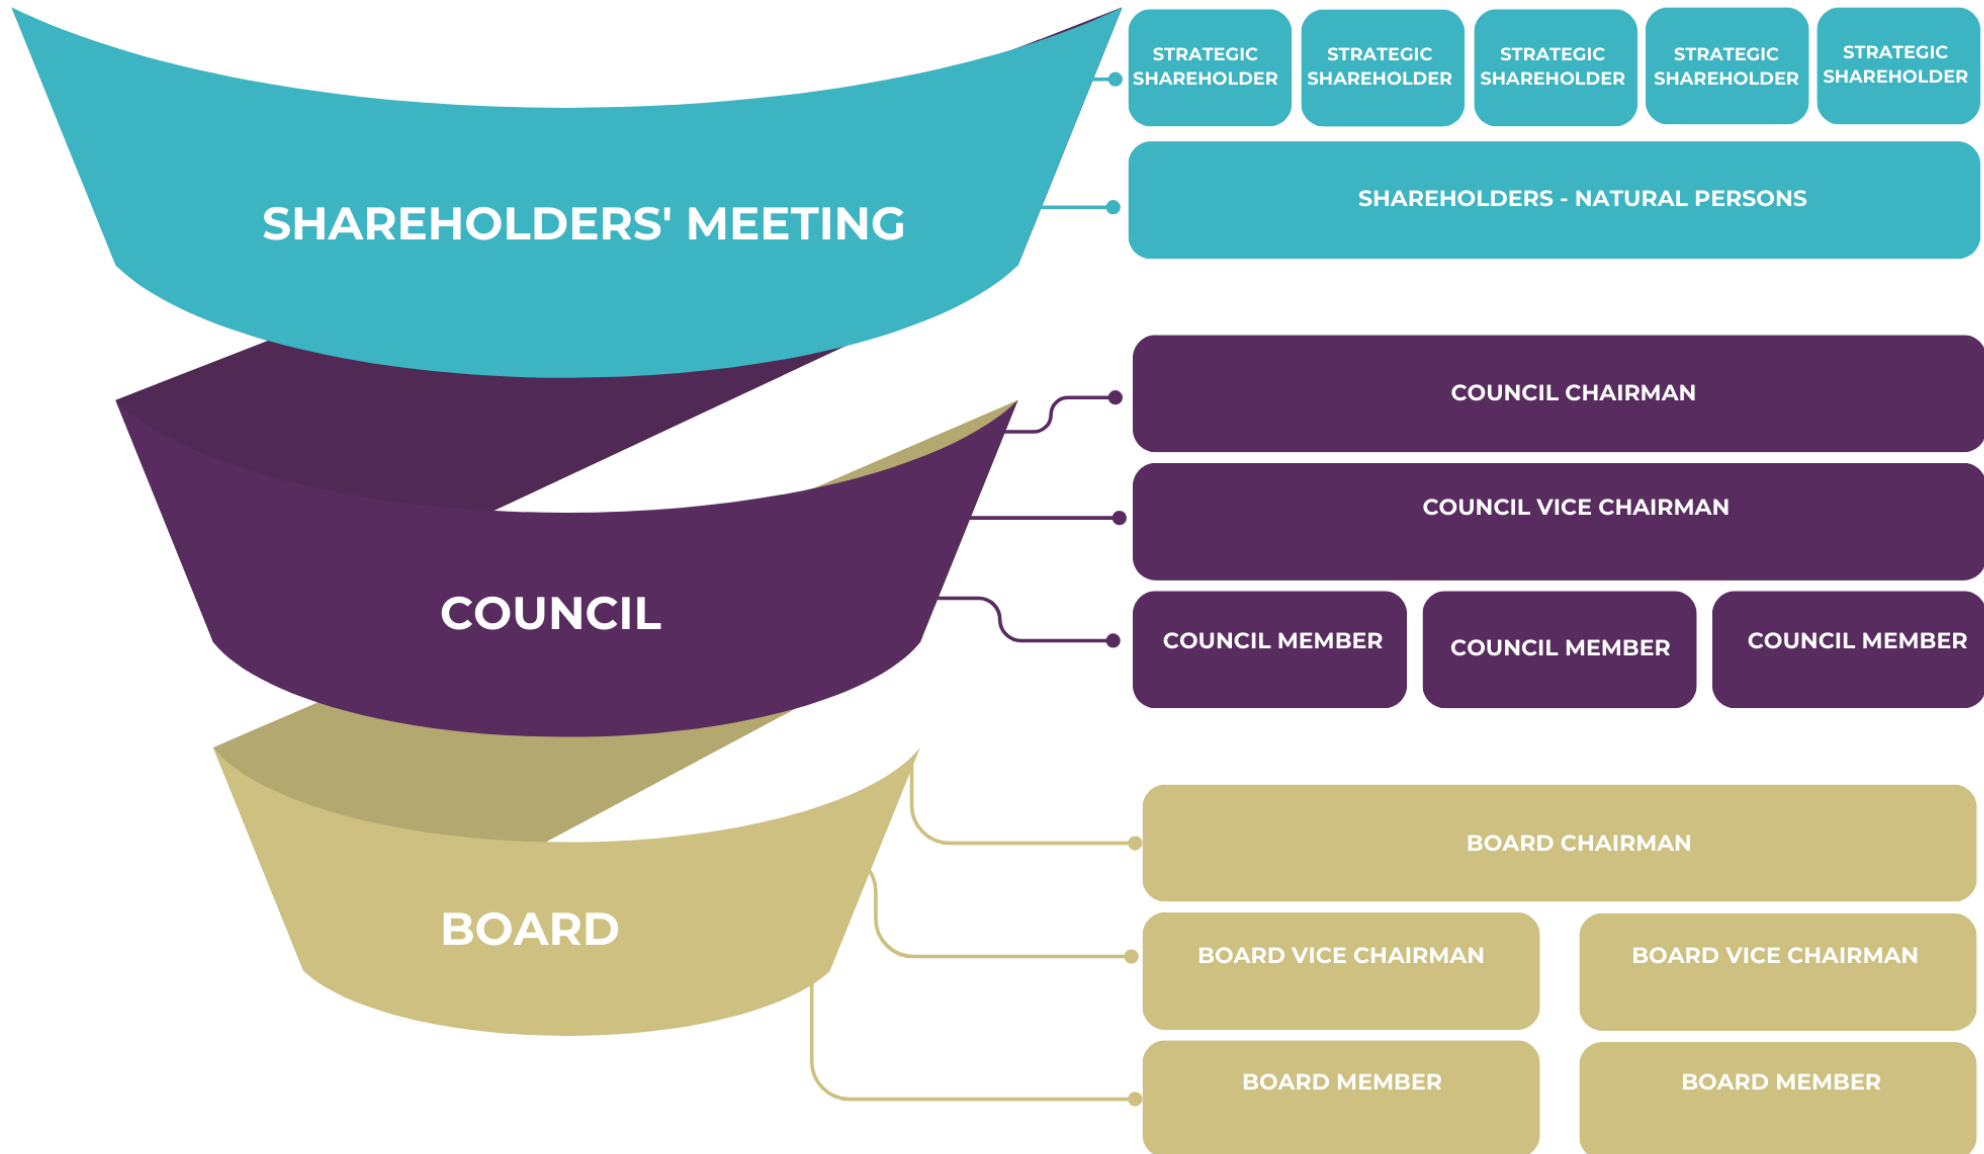 STRATEGIC
SHAREHOLDER
STRATEGIC
SHAREHOLDER
STRATEGIC
SHAREHOLDER
STRATEGIC
SHAREHOLDER
STRATEGIC
SHAREHOLDER
SHAREHOLDERS' MEETING
SHAREHOLDERS - NATURAL PERSONS
COUNCIL
COUNCIL CHAIRMAN
COUNCIL VICE CHAIRMAN
COUNCIL MEMBER
COUNCIL MEMBER
COUNCIL MEMBER
BOARD
BOARD CHAIRMAN
BOARD VICE CHAIRMAN
BOARD VICE CHAIRMAN
BOARD MEMBER
BOARD MEMBER